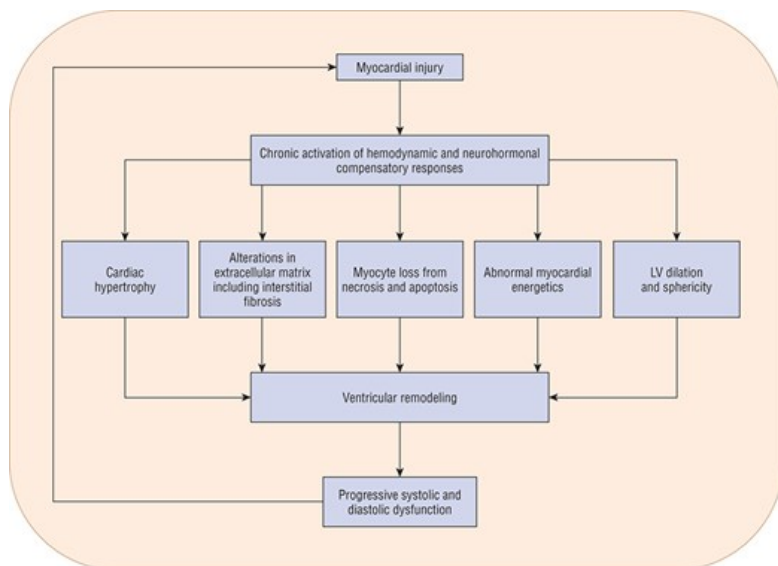 Myocardial injury
Chronic activation of hemodynamic and neurohormonal
compensatory responses
Cardiac
hypertrophy
Alterations in
extracellular matrix
including interstitial
fibrosis
Myocyte loss from
necrosis and apoptosis
Abnormal myocardial
energetics
LV dilation
and sphericity
Ventricular remodeling
Progressive systolic and
diastolic dysfunction